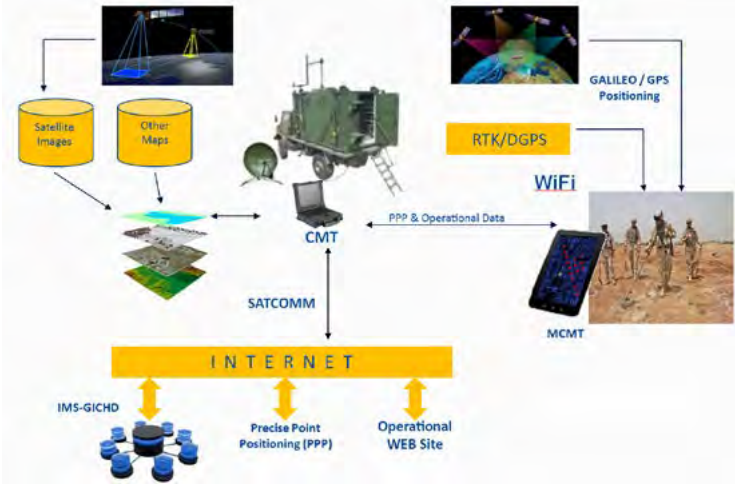 GALILEO / GPS
Positioning
Satellite
Images
Other
Maps
RTK/DGPS
WiFi
PPP & Operational Data
CMT
SATCOMM
MCMT
INTERNET
IMS-GICHD
Precise Point
Positioning (PPP)
Operational
WEB Site